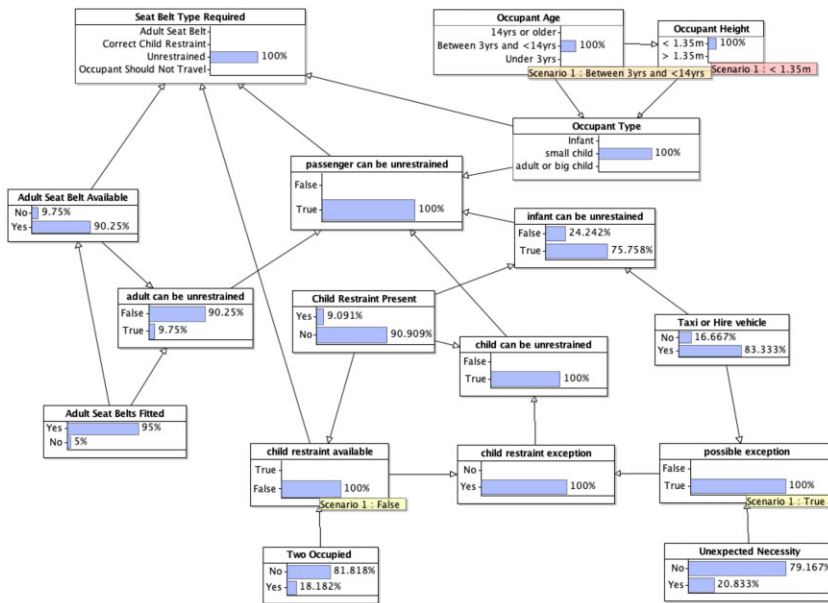 Seat Belt Type Required
Adult Seat Belt
Correct Child Restraint
Unrestrained 100%
Occupant Should Not Travel
Occupant Age
14yrs or older
Between 3yrs and <14yrs 100%
Under 3yrs
Scenario 1 : Between 3yrs and <14yrs
Occupant Height
< 1.35m 100%
> 1.35m
Scenario 1 : < 1.35m
Occupant Type
Infant
small child 100%
adult or big child
passenger can be unrestrained
False
True 100%
Adult Seat Belt Available
No 9.75%
Yes 90.25%
infant can be unrestained
False 24.242%
True 75.758%
adult can be unrestrained
False 90.25%
True 9.75%
Child Restraint Present
Yes 9.091%
No 90.909%
Taxi or Hire vehicle
No 16.667%
Yes 83.333%
child can be unrestrained
False
True 100%
Adult Seat Belts Fitted
Yes 95%
No 5%
child restraint available
True
False 100%
Scenario 1 : False
child restraint exception
No
Yes 100%
possible exception
False
True 100%
Scenario 1 : True
Two Occupied
No 81.818%
Yes 18.182%
Unexpected Necessity
No 79.167%
Yes 20.833%